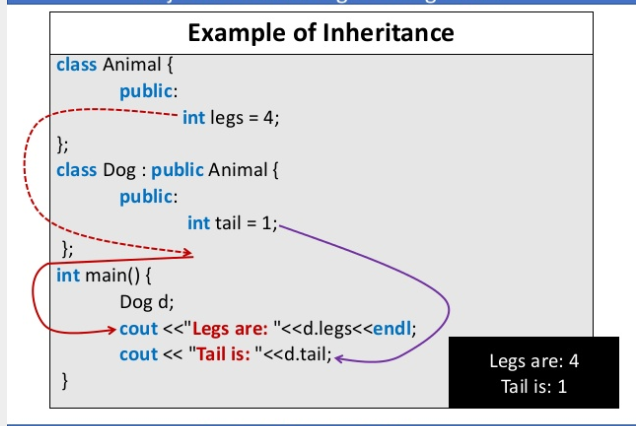 Example of Inheritance
class Animal {
public:
int legs = 4;
};
class Dog : public Animal {
public:
int tail = 1;
};
int main() {
Dog d;
cout <<"Legs are: "<<d.legs<<endl;
cout << "Tail is: "<<d.tail;
}
Legs are: 4
Tail is: 1